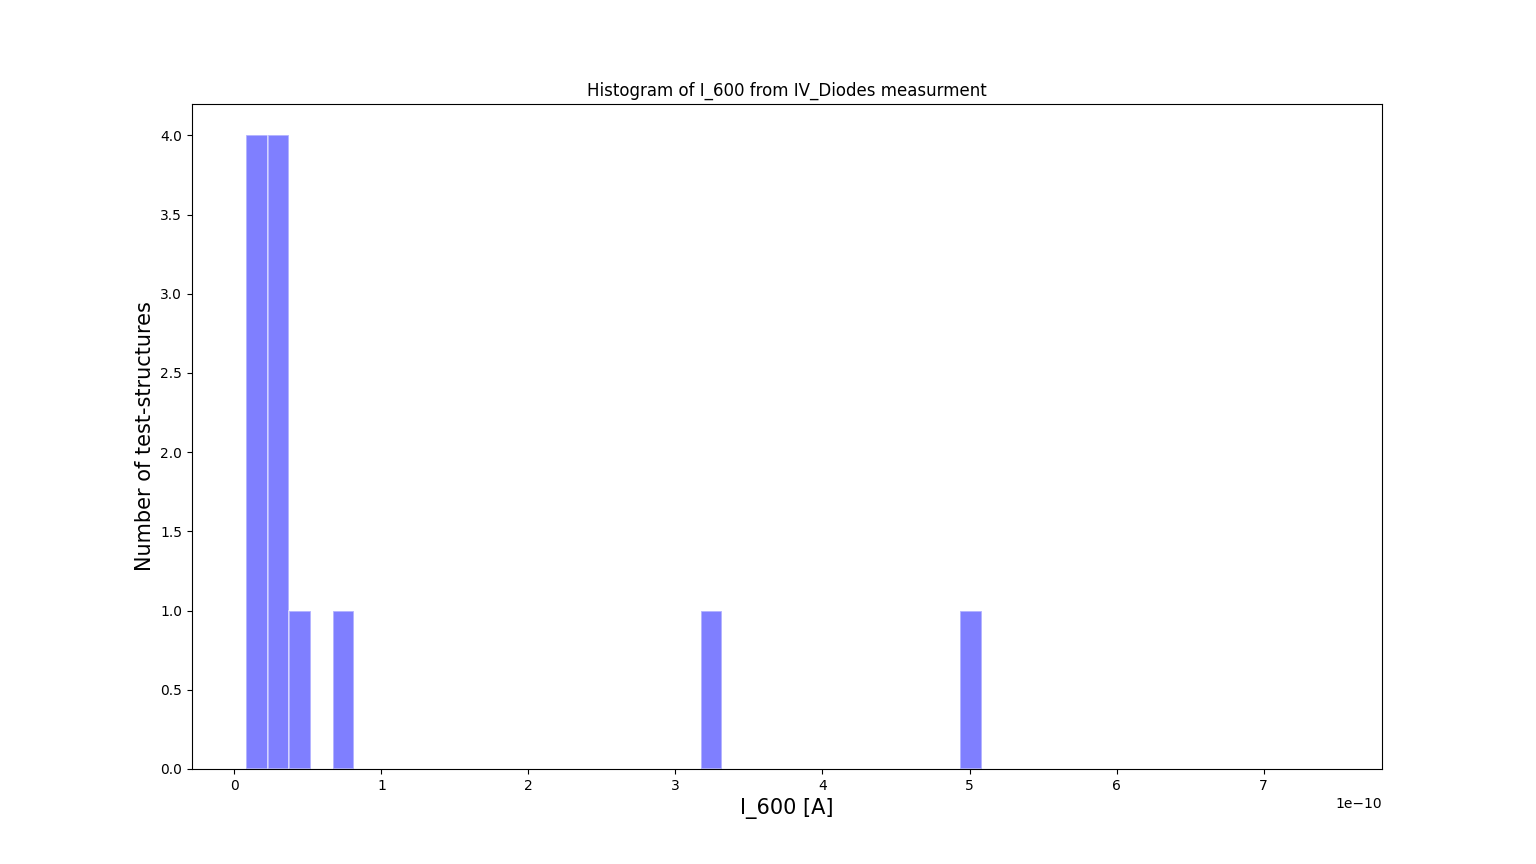 Histogram of I_600 from IV_Diodes measurment
4.0
3.5
3.0
2.5
2.0
1.5
1.0
0.5
0.0
Number of test-structures
0 1 2 3 4 5 6 7
1e−10
I_600 [A]